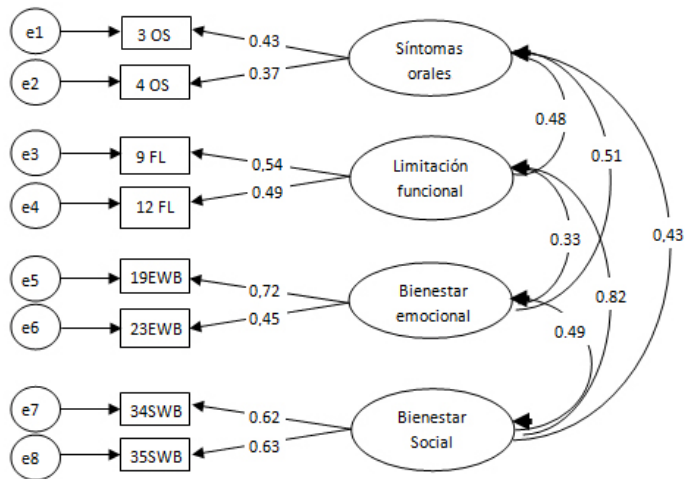 e1
3 OS
0.43
Síntomas
orales
e2
4 OS
0.37
0.48
e3
9 FL
0,54
Limitación
funcional
0.51
e4
12 FL
0.49
0.33
0,43
e5
19EWB
0,72
Bienestar
emocional
0.82
e6
23EWB
0,45
0.49
e7
34SWB
0.62
Bienestar
Social
e8
35SWB
0.63